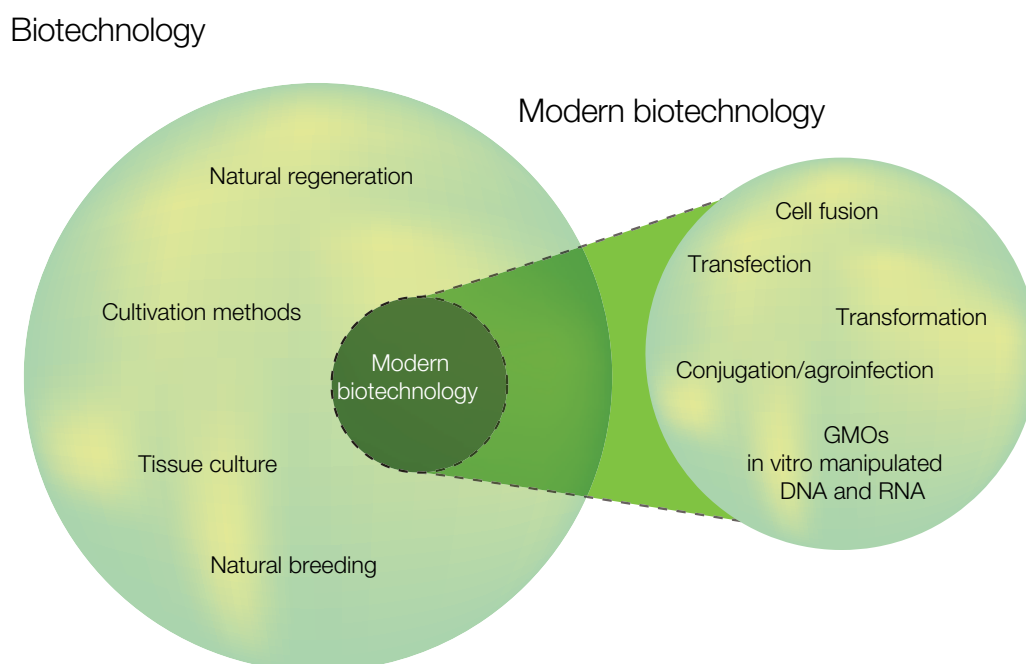 Biotechnology
Modern biotechnology
Natural regeneration
Cultivation methods
Modern
biotechnology
Tissue culture
Natural breeding
Cell fusion
Transfection
Transformation
Conjugation/agroinfection
GMOs
in vitro manipulated
DNA and RNA